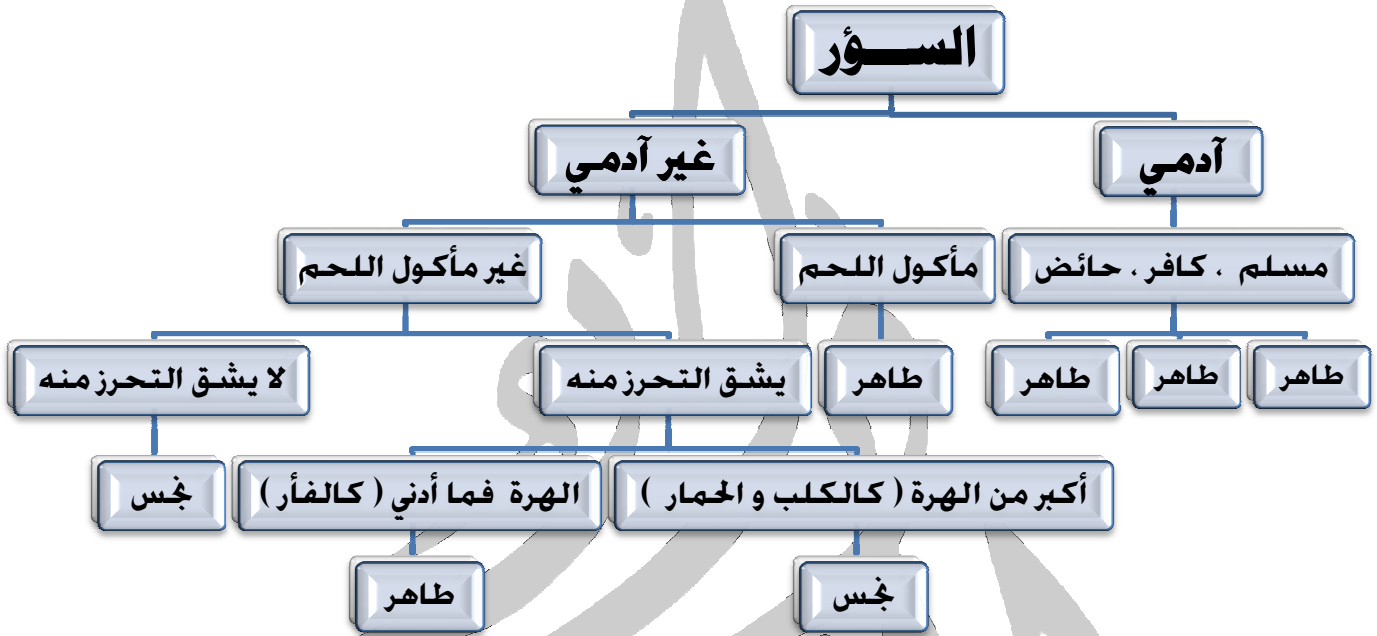 السـؤر
آدمي
غير آدمي
مسلم ، كافر ، حائض
مأكول اللحم
غير مأكول اللحم
طاهر
طاهر
طاهر
طاهر
يشق التحرز منه
لا يشق التحرز منه
أكبر من الهرة ( كالكلب و الحمار )
الهرة فما أدني ( كالفأر )
نجس
نجس
طاهر